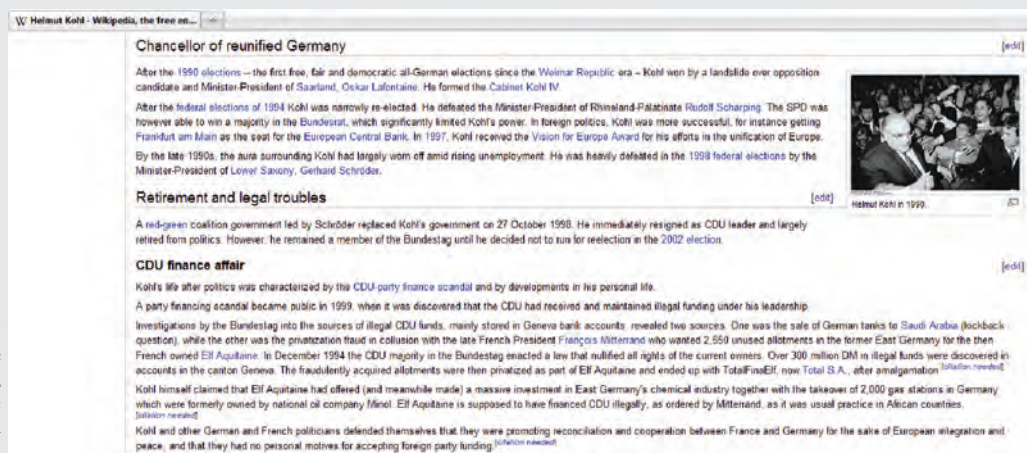 W Helmut Kohl - Wikipedia, the free en...
Chancellor of reunified Germany [edit]
After the 1990 elections – the first free, fair and democratic all-German elections since the Weimar Republic era – Kohl won by a landslide over opposition
candidate and Minister-President of Saarland, Oskar Lafontaine. He formed the Cabinet Kohl IV.
After the federal elections of 1994 Kohl was narrowly re-elected. He defeated the Minister-President of Rhineland-Palatinate Rudolf Scharping. The SPD was
however able to win a majority in the Bundesrat, which significantly limited Kohl's power. In foreign politics, Kohl was more successful, for instance getting
Frankfurt am Main as the seat for the European Central Bank. In 1997, Kohl received the Vision for Europe Award for his efforts in the unification of Europe.
By the late 1990s, the aura surrounding Kohl had largely worn off amid rising unemployment. He was heavily defeated in the 1998 federal elections by the
Minister-President of Lower Saxony, Gerhard Schröder.
Helmut Kohl in 1990.
Retirement and legal troubles [edit]
A red-green coalition government led by Schröder replaced Kohl's government on 27 October 1998. He immediately resigned as CDU leader and largely
retired from politics. However, he remained a member of the Bundestag until he decided not to run for reelection in the 2002 election.
CDU finance affair [edit]
Kohl's life after politics was characterized by the CDU-party finance scandal and by developments in his personal life.
A party financing scandal became public in 1999, when it was discovered that the CDU had received and maintained illegal funding under his leadership.
Investigations by the Bundestag into the sources of illegal CDU funds, mainly stored in Geneva bank accounts, revealed two sources. One was the sale of German tanks to Saudi Arabia (kickback
question), while the other was the privatization fraud in collusion with the late French President François Mitterrand who wanted 2,550 unused allotments in the former East Germany for the then
French owned Elf Aquitaine. In December 1994 the CDU majority in the Bundestag enacted a law that nullified all rights of the current owners. Over 300 million DM in illegal funds were discovered in
accounts in the canton Geneva. The fraudulently acquired allotments were then privatized as part of Elf Aquitaine and ended up with TotalFinaElf, now Total S.A., after amalgamation.[citation needed]
Kohl himself claimed that Elf Aquitaine had offered (and meanwhile made) a massive investment in East Germany's chemical industry together with the takeover of 2,000 gas stations in Germany
which were formerly owned by national oil company Minol. Elf Aquitaine is supposed to have financed CDU illegally, as ordered by Mitterrand, as it was usual practice in African countries.
[citation needed]
Kohl and other German and French politicians defended themselves that they were promoting reconciliation and cooperation between France and Germany for the sake of European integration and
peace, and that they had no personal motives for accepting foreign party funding.[citation needed]